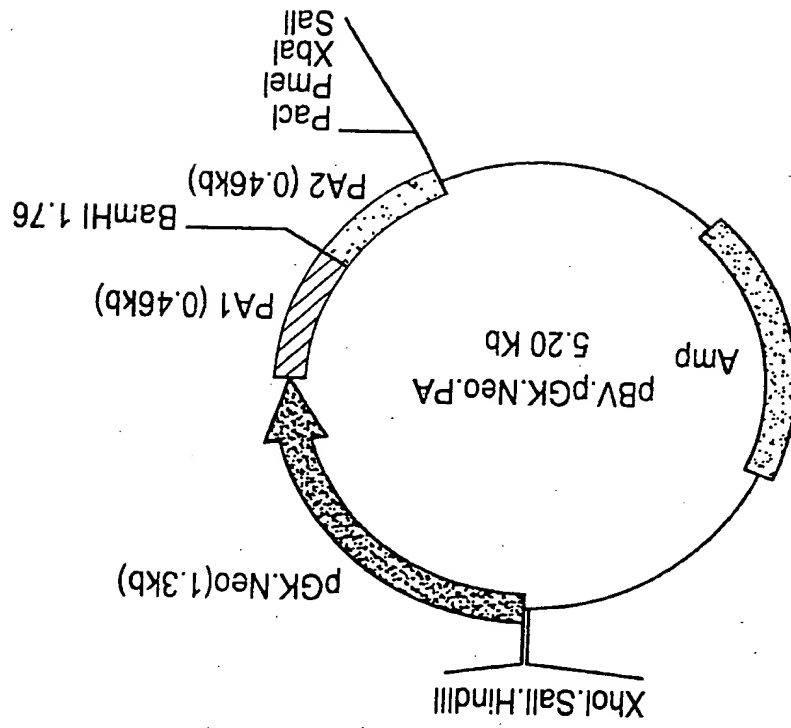 XhoI.SalI.HindIII
pGK.Neo(1.3kb)
pBV.pGK.Neo.PA
5.20 Kb
Amp
PA1 (0.46kb)
BamHI 1.76
PA2 (0.46kb)
PacI
PmeI
XbaI
SalI